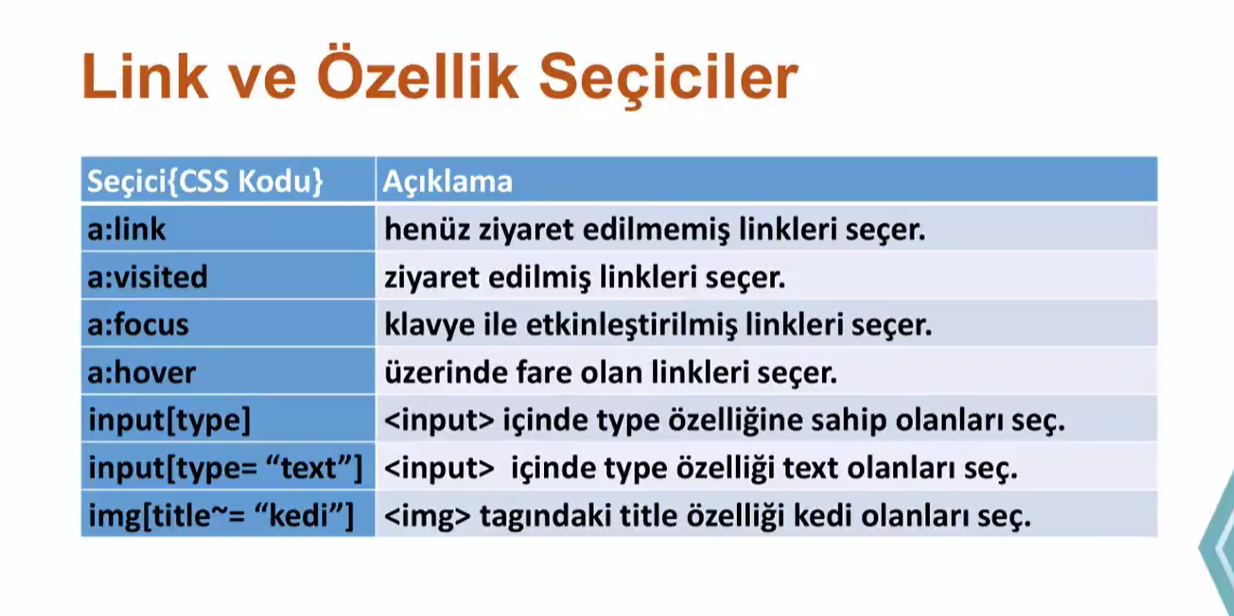 Link ve Özellik Seçiciler
Seçici{CSS Kodu} Açıklama
a:link henüz ziyaret edilmemiş linkleri seçer.
a:visited ziyaret edilmiş linkleri seçer.
a:focus klavye ile etkinleştirilmiş linkleri seçer.
a:hover üzerinde fare olan linkleri seçer.
input[type] <input> içinde type özelliğine sahip olanları seç.
input[type= “text”] <input> içinde type özelliği text olanları seç.
img[title~= “kedi”] <img> tagındaki title özelliği kedi olanları seç.